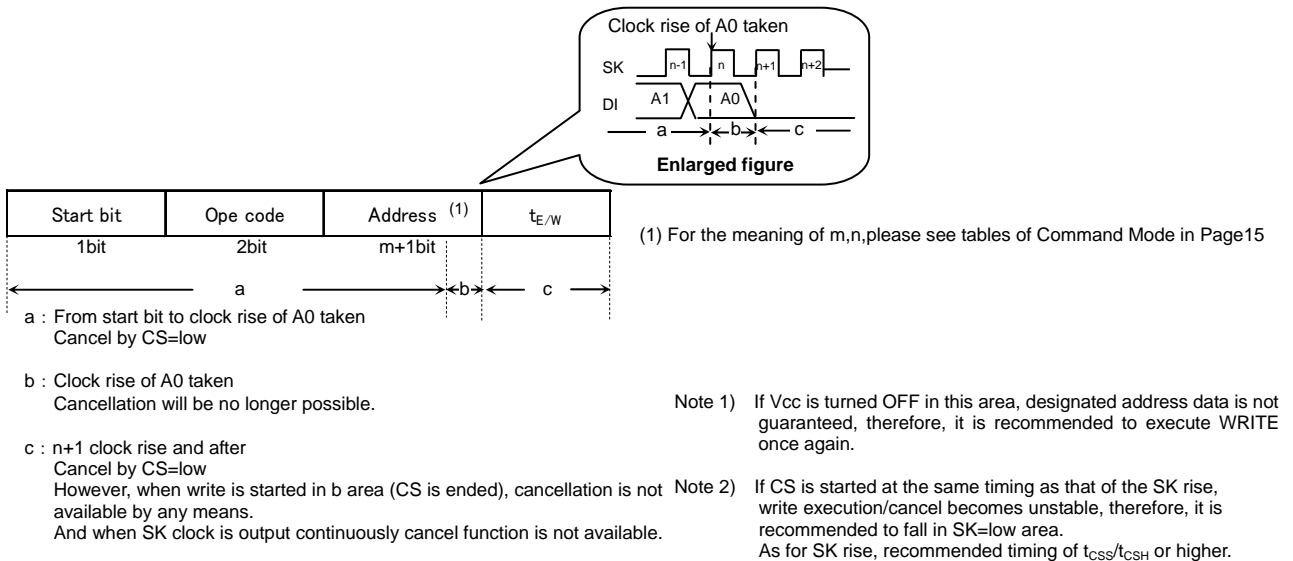 Clock rise of A0 taken
SK n-1 n n+1 n+2
DI A1 A0
a b c
Enlarged figure
Start bit Ope code Address (1) tE/W
1bit 2bit m+1bit
(1) For the meaning of m,n,please see tables of Command Mode in Page15
a b c
a : From start bit to clock rise of A0 taken
Cancel by CS=low
b : Clock rise of A0 taken
Cancellation will be no longer possible.
c : n+1 clock rise and after
Cancel by CS=low
However, when write is started in b area (CS is ended), cancellation is not
available by any means.
And when SK clock is output continuously cancel function is not available.
Note 1) If Vcc is turned OFF in this area, designated address data is not
guaranteed, therefore, it is recommended to execute WRITE
once again.
Note 2) If CS is started at the same timing as that of the SK rise,
write execution/cancel becomes unstable, therefore, it is
recommended to fall in SK=low area.
As for SK rise, recommended timing of tCSS/tCSH or higher.